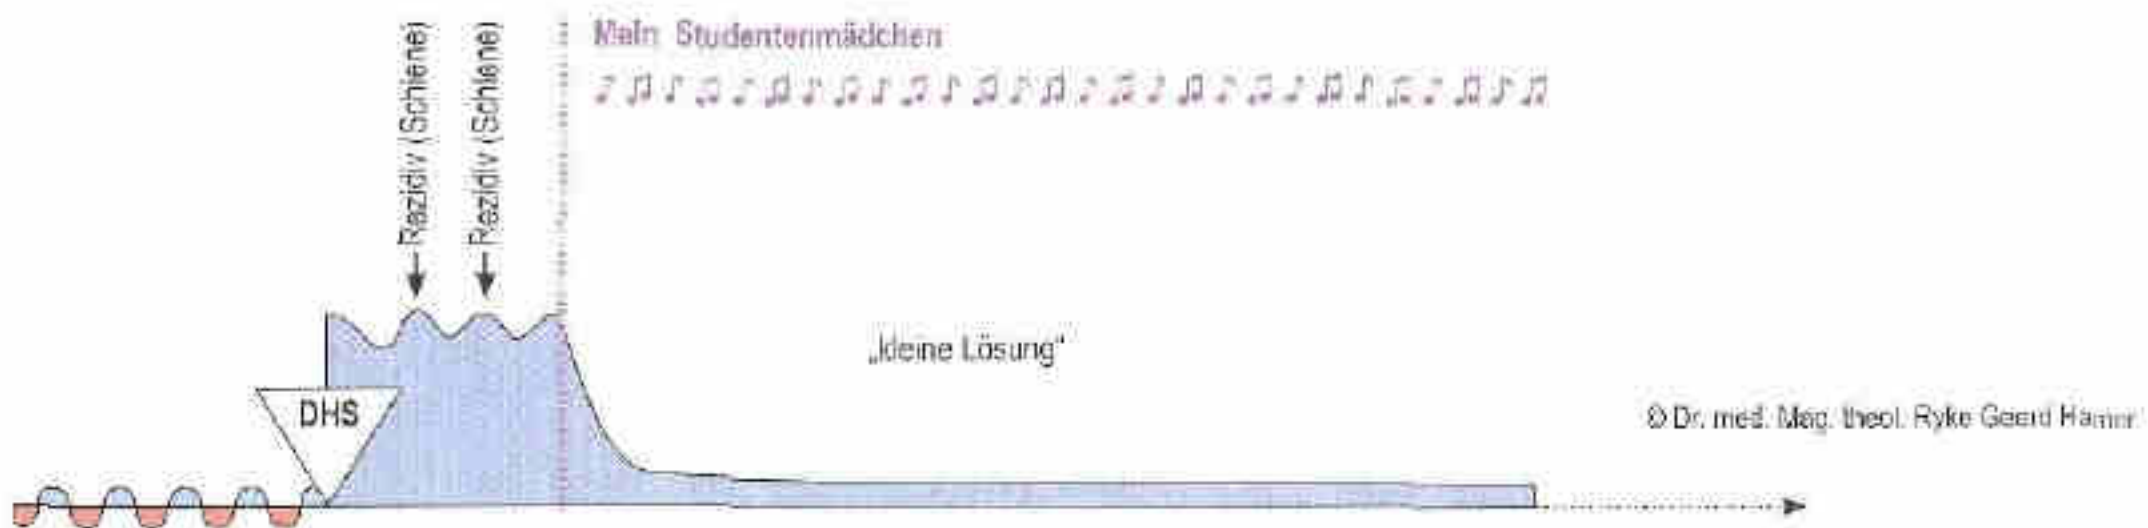 Mein Studentenmädchen
Rezidiv (Schiene)
Rezidiv (Schiene)
„kleine Lösung“
DHS
© Dr. med. Mag. theol. Ryke Geerd Hamer